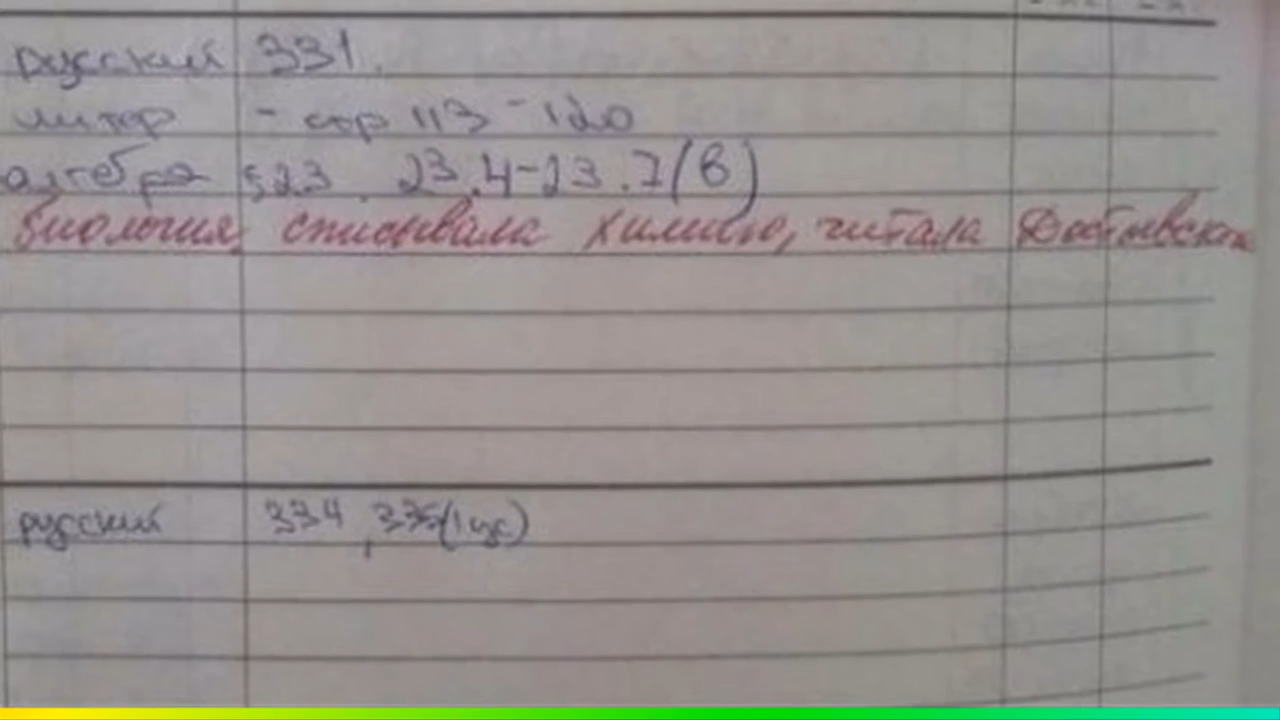 русский 331.
литер - стр 113-120
алгебра §23. 23.4-23.7(в)
биология, списывала химию, читала Достоевского
русский 334, 335(1 ус)